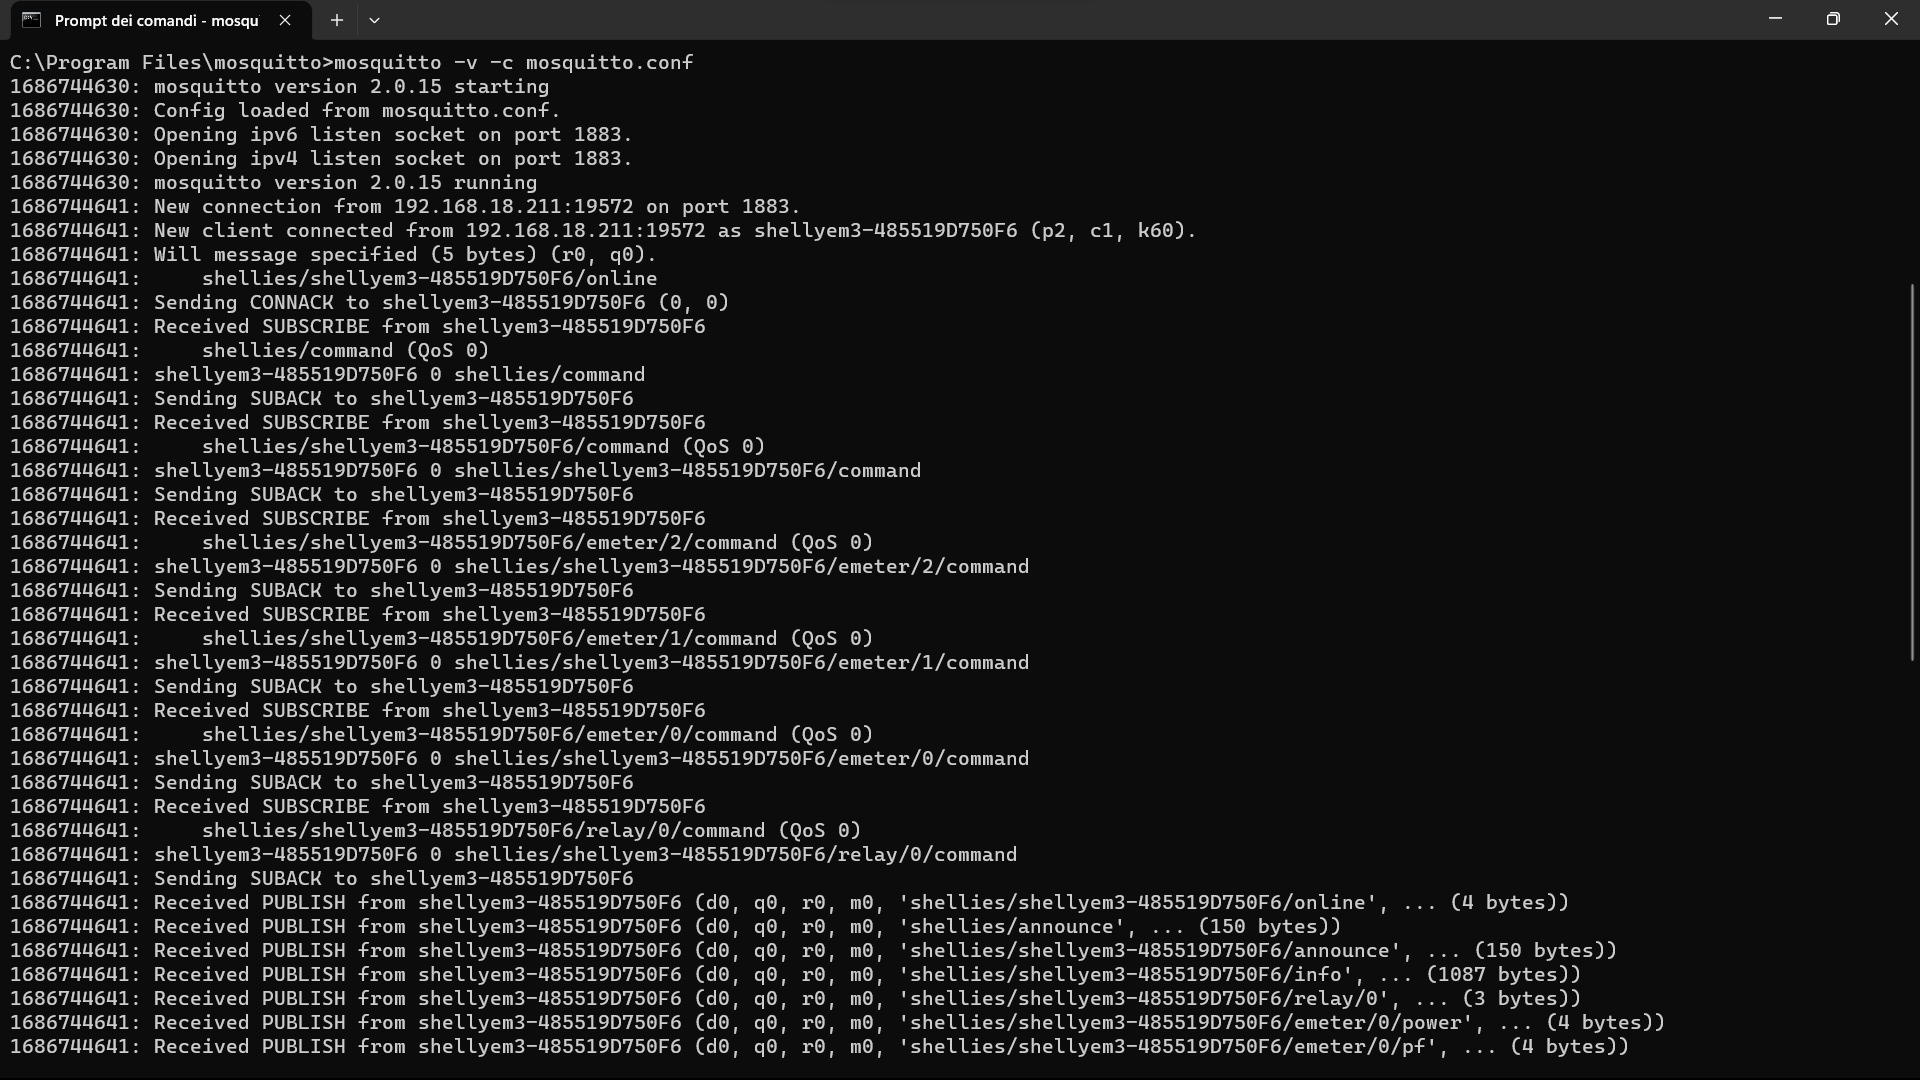 Prompt dei comandi - mosqu
C:\Program Files\mosquitto>mosquitto -v -c mosquitto.conf
1686744630: mosquitto version 2.0.15 starting
1686744630: Config loaded from mosquitto.conf.
1686744630: Opening ipv6 listen socket on port 1883.
1686744630: Opening ipv4 listen socket on port 1883.
1686744630: mosquitto version 2.0.15 running
1686744641: New connection from 192.168.18.211:19572 on port 1883.
1686744641: New client connected from 192.168.18.211:19572 as shellyem3-485519D750F6 (p2, c1, k60).
1686744641: Will message specified (5 bytes) (r0, q0).
1686744641:     shellies/shellyem3-485519D750F6/online
1686744641: Sending CONNACK to shellyem3-485519D750F6 (0, 0)
1686744641: Received SUBSCRIBE from shellyem3-485519D750F6
1686744641:     shellies/command (QoS 0)
1686744641: shellyem3-485519D750F6 0 shellies/command
1686744641: Sending SUBACK to shellyem3-485519D750F6
1686744641: Received SUBSCRIBE from shellyem3-485519D750F6
1686744641:     shellies/shellyem3-485519D750F6/command (QoS 0)
1686744641: shellyem3-485519D750F6 0 shellies/shellyem3-485519D750F6/command
1686744641: Sending SUBACK to shellyem3-485519D750F6
1686744641: Received SUBSCRIBE from shellyem3-485519D750F6
1686744641:     shellies/shellyem3-485519D750F6/emeter/2/command (QoS 0)
1686744641: shellyem3-485519D750F6 0 shellies/shellyem3-485519D750F6/emeter/2/command
1686744641: Sending SUBACK to shellyem3-485519D750F6
1686744641: Received SUBSCRIBE from shellyem3-485519D750F6
1686744641:     shellies/shellyem3-485519D750F6/emeter/1/command (QoS 0)
1686744641: shellyem3-485519D750F6 0 shellies/shellyem3-485519D750F6/emeter/1/command
1686744641: Sending SUBACK to shellyem3-485519D750F6
1686744641: Received SUBSCRIBE from shellyem3-485519D750F6
1686744641:     shellies/shellyem3-485519D750F6/emeter/0/command (QoS 0)
1686744641: shellyem3-485519D750F6 0 shellies/shellyem3-485519D750F6/emeter/0/command
1686744641: Sending SUBACK to shellyem3-485519D750F6
1686744641: Received SUBSCRIBE from shellyem3-485519D750F6
1686744641:     shellies/shellyem3-485519D750F6/relay/0/command (QoS 0)
1686744641: shellyem3-485519D750F6 0 shellies/shellyem3-485519D750F6/relay/0/command
1686744641: Sending SUBACK to shellyem3-485519D750F6
1686744641: Received PUBLISH from shellyem3-485519D750F6 (d0, q0, r0, m0, 'shellies/shellyem3-485519D750F6/online', ... (4 bytes))
1686744641: Received PUBLISH from shellyem3-485519D750F6 (d0, q0, r0, m0, 'shellies/announce', ... (150 bytes))
1686744641: Received PUBLISH from shellyem3-485519D750F6 (d0, q0, r0, m0, 'shellies/shellyem3-485519D750F6/announce', ... (150 bytes))
1686744641: Received PUBLISH from shellyem3-485519D750F6 (d0, q0, r0, m0, 'shellies/shellyem3-485519D750F6/info', ... (1087 bytes))
1686744641: Received PUBLISH from shellyem3-485519D750F6 (d0, q0, r0, m0, 'shellies/shellyem3-485519D750F6/relay/0', ... (3 bytes))
1686744641: Received PUBLISH from shellyem3-485519D750F6 (d0, q0, r0, m0, 'shellies/shellyem3-485519D750F6/emeter/0/power', ... (4 bytes))
1686744641: Received PUBLISH from shellyem3-485519D750F6 (d0, q0, r0, m0, 'shellies/shellyem3-485519D750F6/emeter/0/pf', ... (4 bytes))